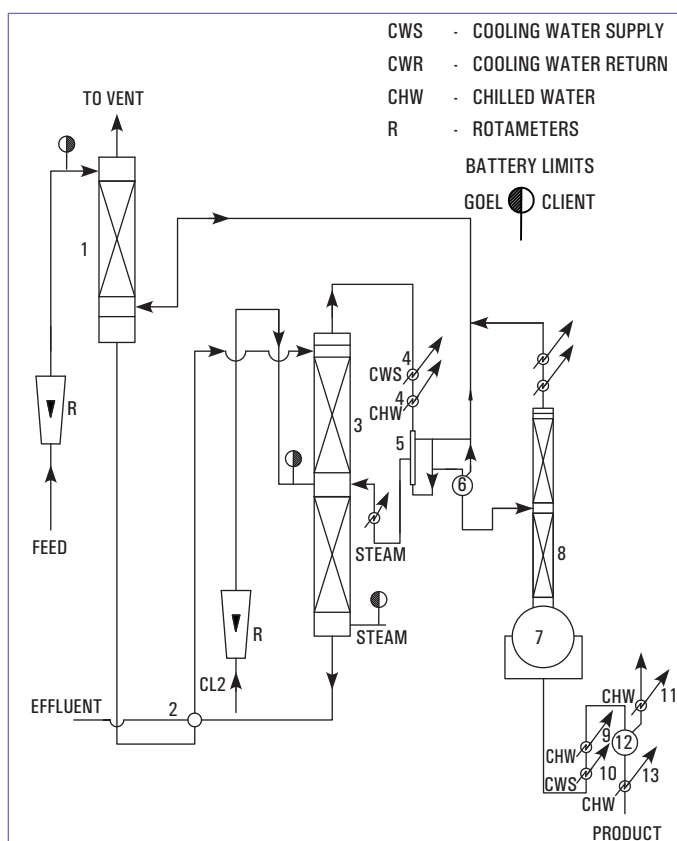 CWS - COOLING WATER SUPPLY
CWR - COOLING WATER RETURN
CHW - CHILLED WATER
R - ROTAMETERS
BATTERY LIMITS
GOEL CLIENT
TO VENT
1
R
FEED
3
4
CWS
4
CHW
5
6
STEAM
8
7
R
STEAM
CL2
EFFLUENT
2
CHW
11
9
12
CHW
10
CWS
13
CHW
PRODUCT